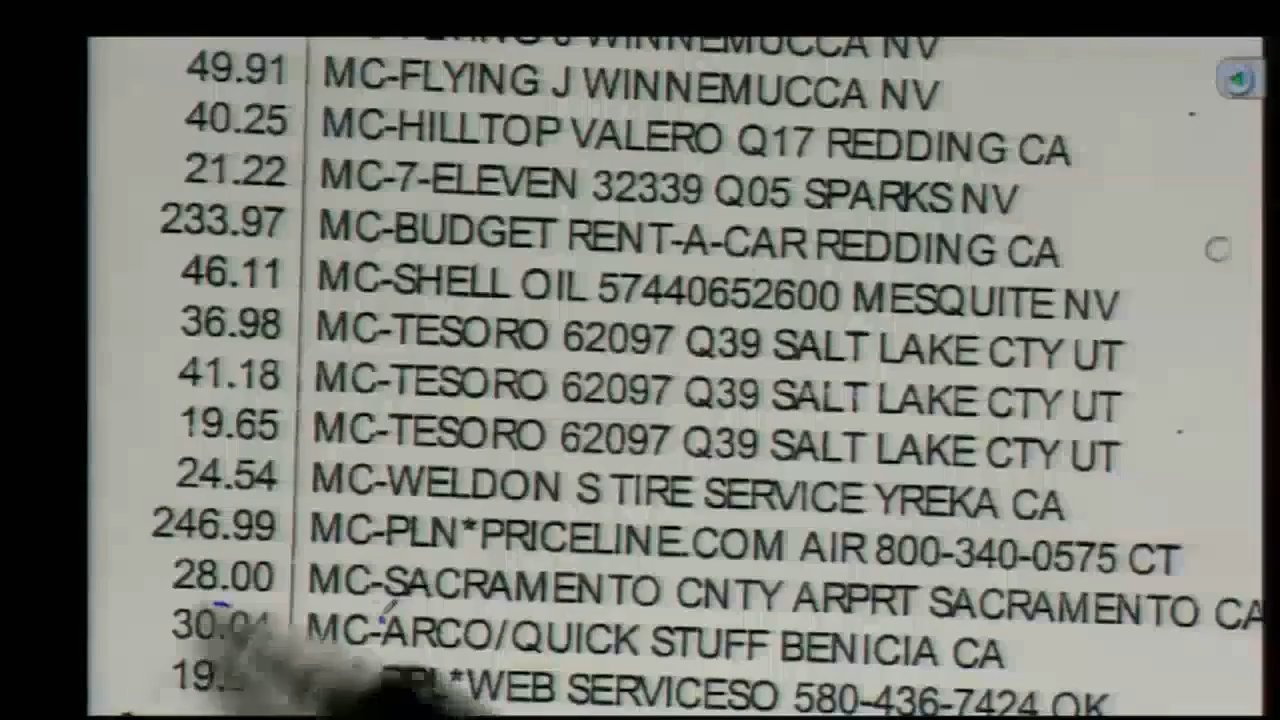 J WINNEMUCCA NV
49.91 MC-FLYING J WINNEMUCCA NV
40.25 MC-HILLTOP VALERO Q17 REDDING CA
21.22 MC-7-ELEVEN 32339 Q05 SPARKS NV
233.97 MC-BUDGET RENT-A-CAR REDDING CA
46.11 MC-SHELL OIL 57440652600 MESQUITE NV
36.98 MC-TESORO 62097 Q39 SALT LAKE CTY UT
41.18 MC-TESORO 62097 Q39 SALT LAKE CTY UT
19.65 MC-TESORO 62097 Q39 SALT LAKE CTY UT
24.54 MC-WELDON S TIRE SERVICE YREKA CA
246.99 MC-PLN*PRICELINE.COM AIR 800-340-0575 CT
28.00 MC-SACRAMENTO CNTY ARPRT SACRAMENTO CA
MC-ARCO/QUICK STUFF BENICIA CA
WEB SERVICESO 580-436-7424 OK